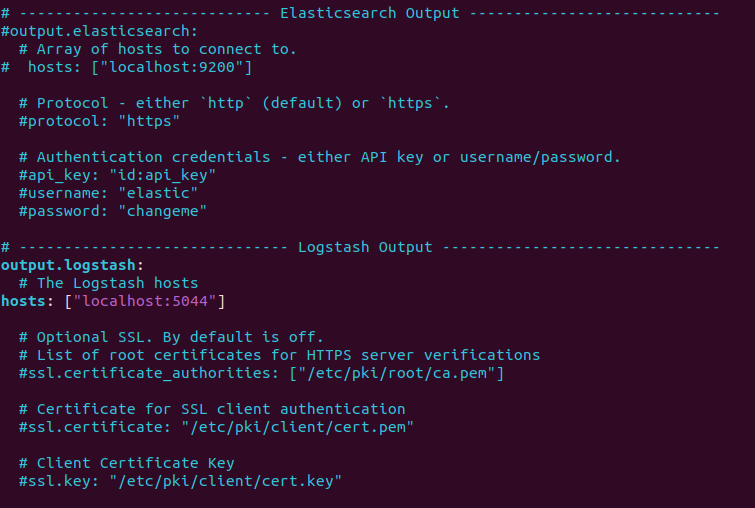 # ---------------------------- Elasticsearch Output ----------------------------
#output.elasticsearch:
  # Array of hosts to connect to.
#  hosts: ["localhost:9200"]

  # Protocol - either `http` (default) or `https`.
  #protocol: "https"

  # Authentication credentials - either API key or username/password.
  #api_key: "id:api_key"
  #username: "elastic"
  #password: "changeme"

# ------------------------------ Logstash Output -------------------------------
output.logstash:
  # The Logstash hosts
hosts: ["localhost:5044"]

  # Optional SSL. By default is off.
  # List of root certificates for HTTPS server verifications
  #ssl.certificate_authorities: ["/etc/pki/root/ca.pem"]

  # Certificate for SSL client authentication
  #ssl.certificate: "/etc/pki/client/cert.pem"

  # Client Certificate Key
  #ssl.key: "/etc/pki/client/cert.key"